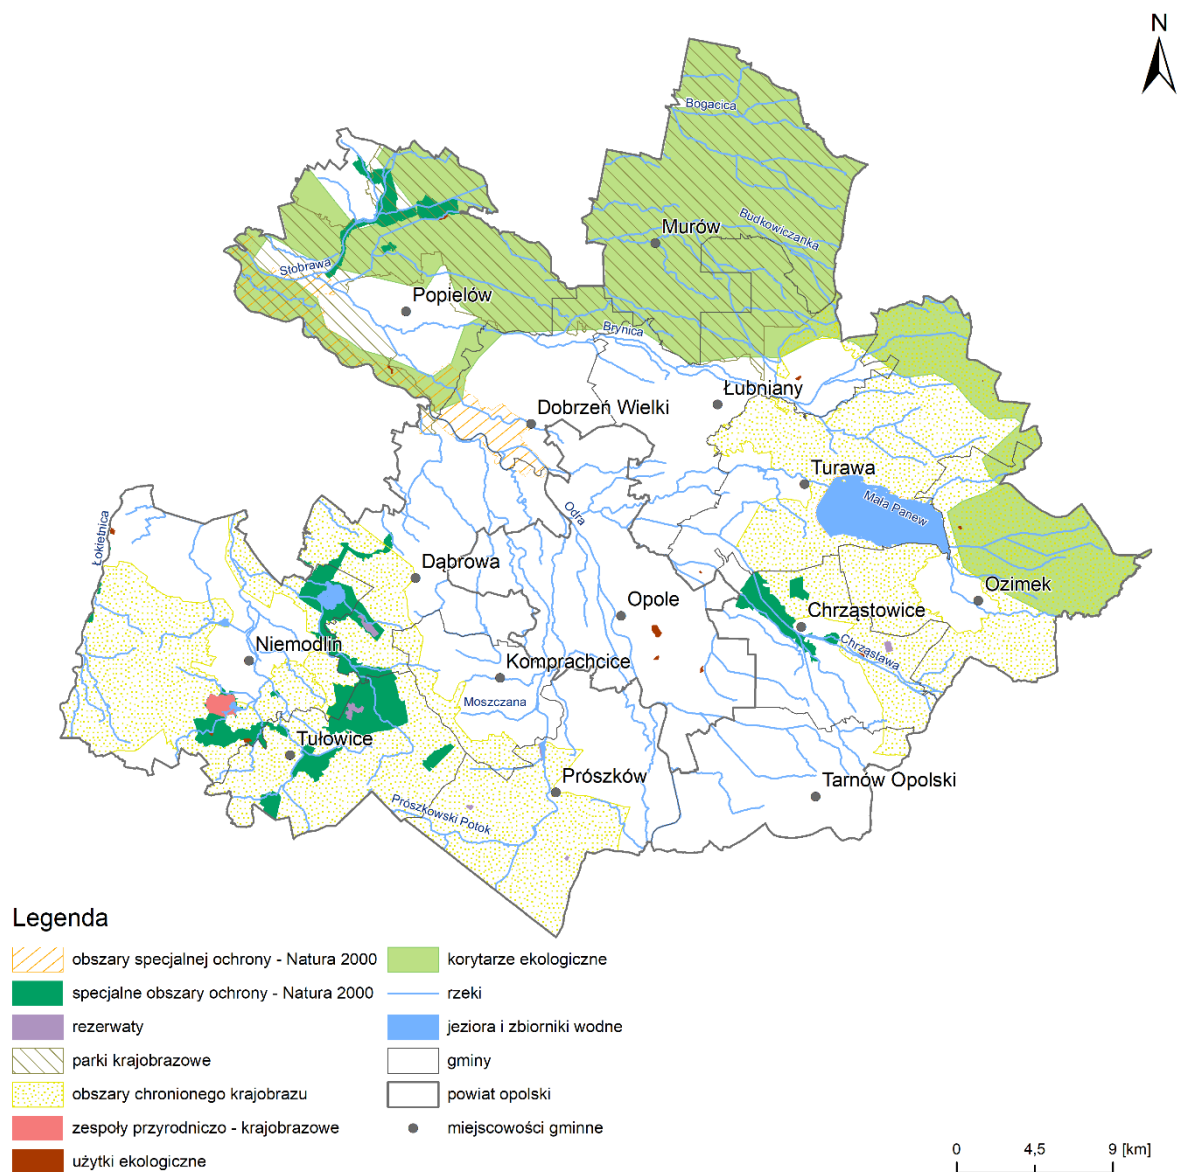 N
Bogacica
Murów
Budkowiczanka
Stobrawa
Popielów
Brynica
Łubniany
Dobrzeń Wielki
Turawa
Mała Panew
Odra
Łokietnica
Dąbrowa
Ozimek
Opole
Chrząstowice
Niemodlin
Chrząsława
Komprachcice
Moszczana
Tułowice
Prószków
Tarnów Opolski
Prószkowski Potok
Legenda
obszary specjalnej ochrony - Natura 2000
korytarze ekologiczne
specjalne obszary ochrony - Natura 2000
rzeki
rezerwaty
jeziora i zbiorniki wodne
parki krajobrazowe
gminy
obszary chronionego krajobrazu
powiat opolski
zespoły przyrodniczo - krajobrazowe
miejscowości gminne
użytki ekologiczne
0 4,5 9 [km]